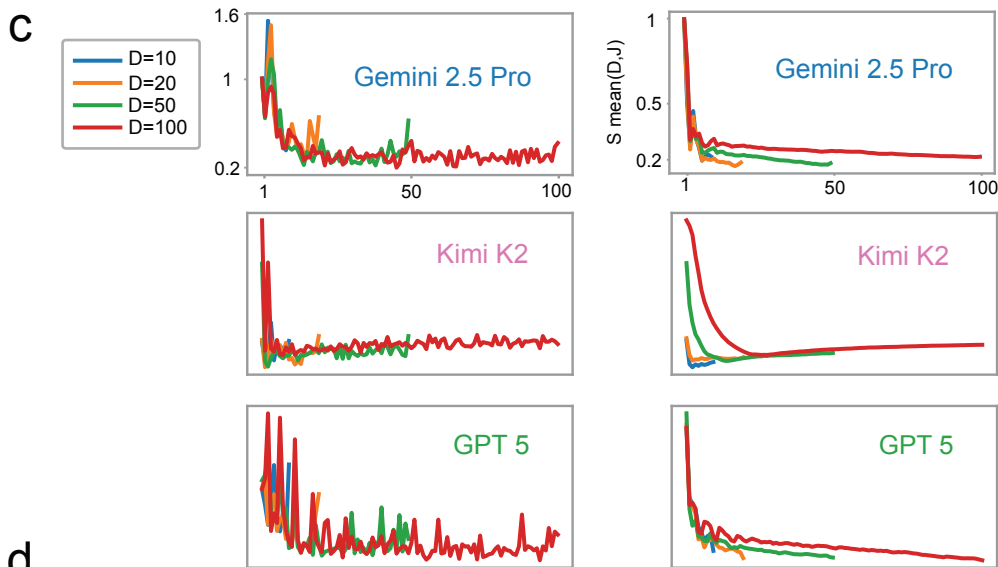 c
D=10
D=20
D=50
D=100
1.6
1
0.2
1
50
100
Gemini 2.5 Pro
S mean(D,J)
1
0.5
0.2
1
50
100
Gemini 2.5 Pro
Kimi K2
Kimi K2
GPT 5
GPT 5
d